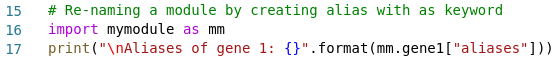 15 # Re-naming a module by creating alias with as keyword
16 import mymodule as mm
17 print("\nAliases of gene 1: {}".format(mm.gene1["aliases"]))